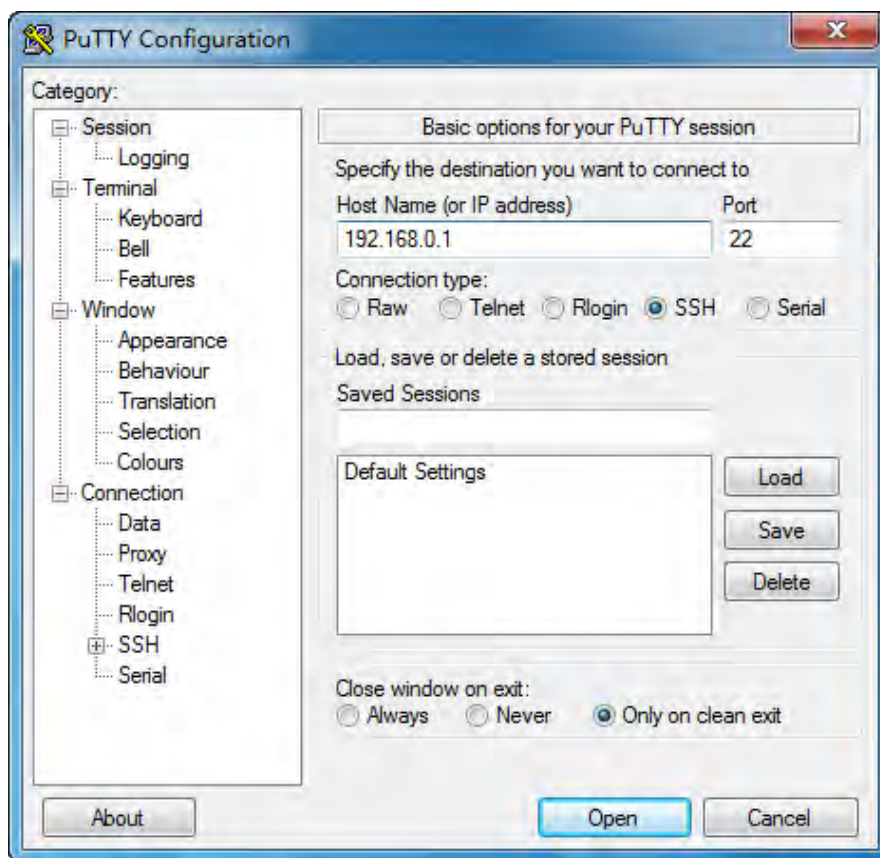 PuTTY Configuration
Category:
Session
Logging
Terminal
Keyboard
Bell
Features
Window
Appearance
Behaviour
Translation
Selection
Colours
Connection
Data
Proxy
Telnet
Rlogin
SSH
Serial
Basic options for your PuTTY session
Specify the destination you want to connect to
Host Name (or IP address) Port
192.168.0.1 22
Connection type:
Raw Telnet Rlogin SSH Serial
Load, save or delete a stored session
Saved Sessions
Default Settings
Load
Save
Delete
Close window on exit:
Always Never Only on clean exit
About Open Cancel